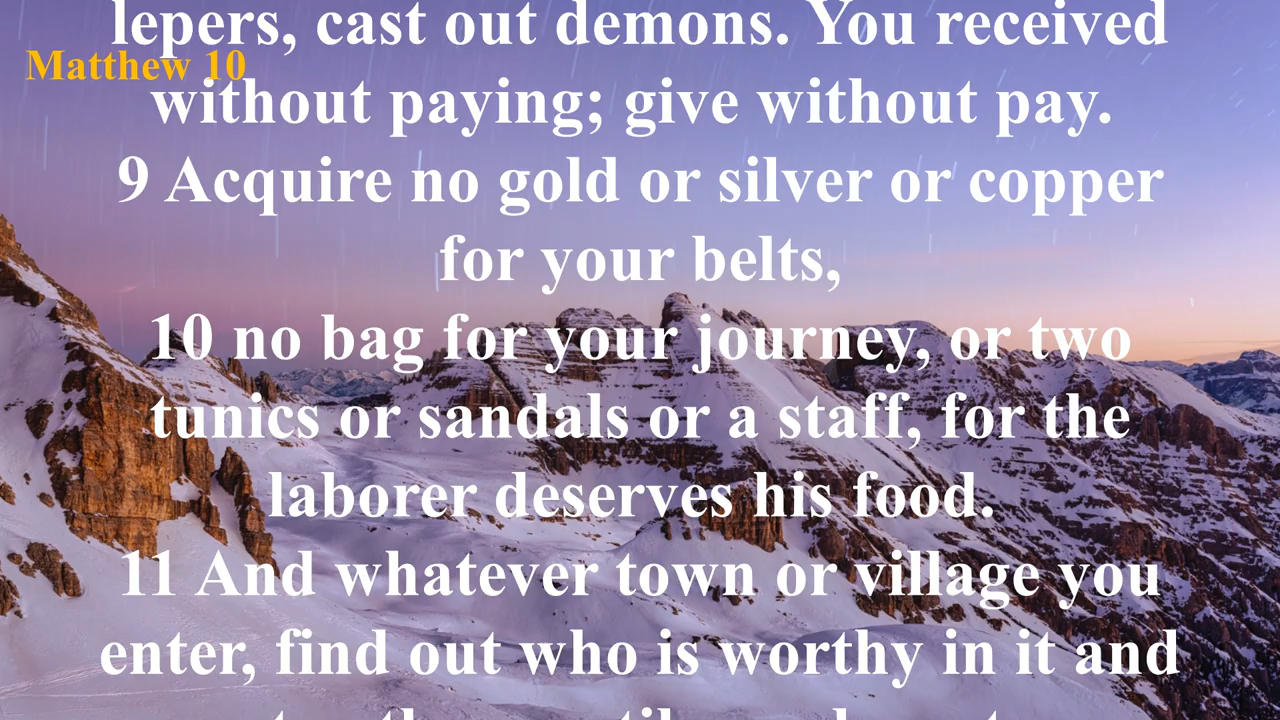 lepers, cast out demons. You received
Matthew 10
without paying; give without pay.
9 Acquire no gold or silver or copper
for your belts,
10 no bag for your journey, or two
tunics or sandals or a staff, for the
laborer deserves his food.
11 And whatever town or village you
enter, find out who is worthy in it and